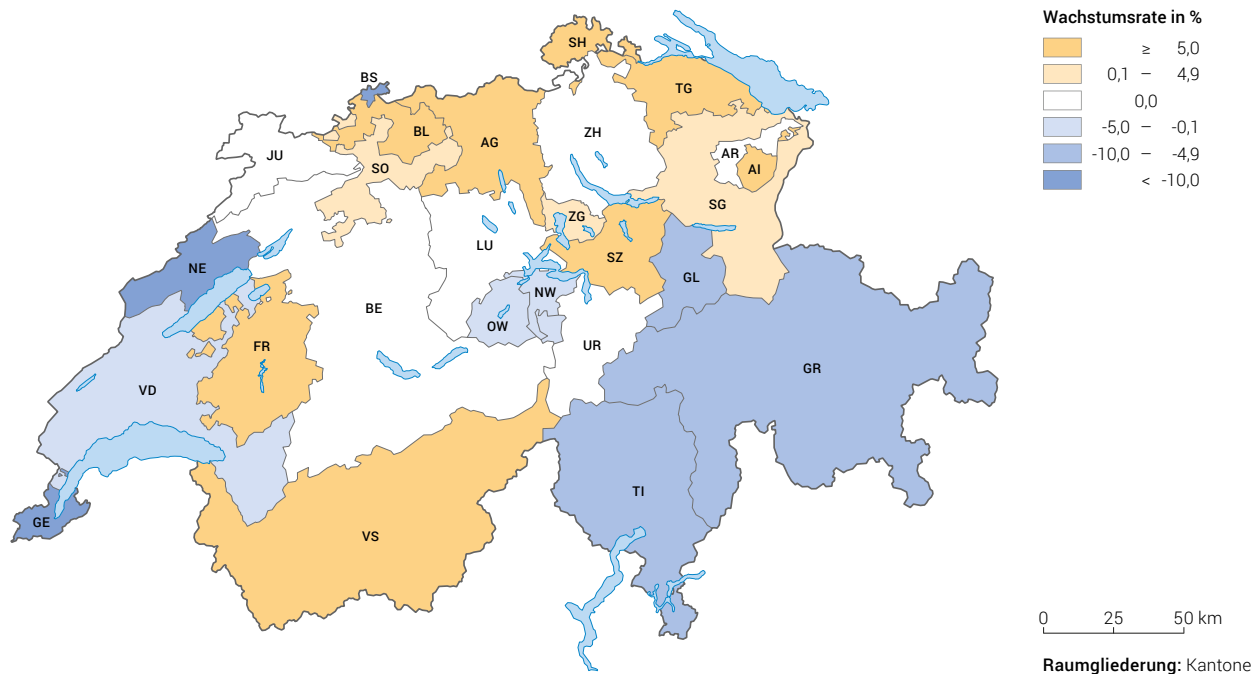 SH
BS
TG
BL
AG
ZH
JU
AR
SO
AI
ZG
SG
LU
SZ
NE
GL
NW
BE
OW
UR
FR
GR
VD
TI
GE
VS
Wachstumsrate in %
≥ 5,0
0,1 – 4,9
0,0
-5,0 – -0,1
-10,0 – -4,9
< -10,0
0 25 50 km
Raumgliederung: Kantone